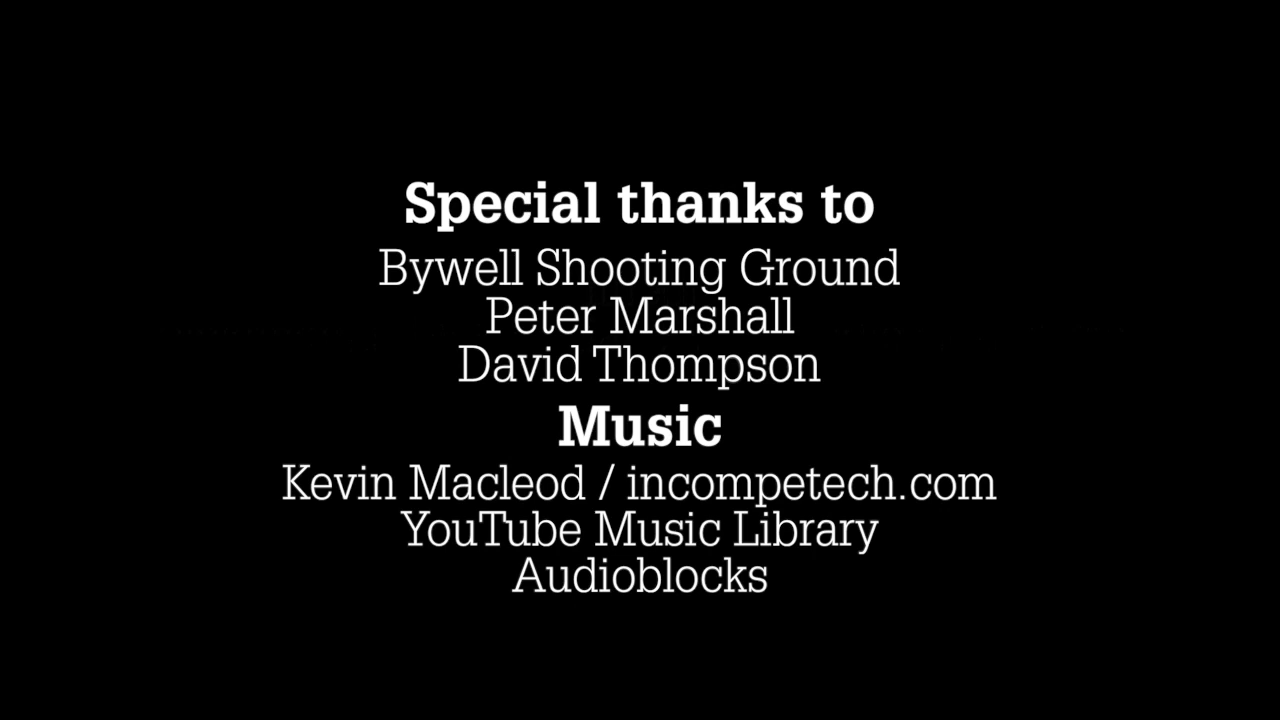 Special thanks to
Bywell Shooting Ground
Peter Marshall
David Thompson
Music
Kevin Macleod / incompetech.com
YouTube Music Library
Audioblocks